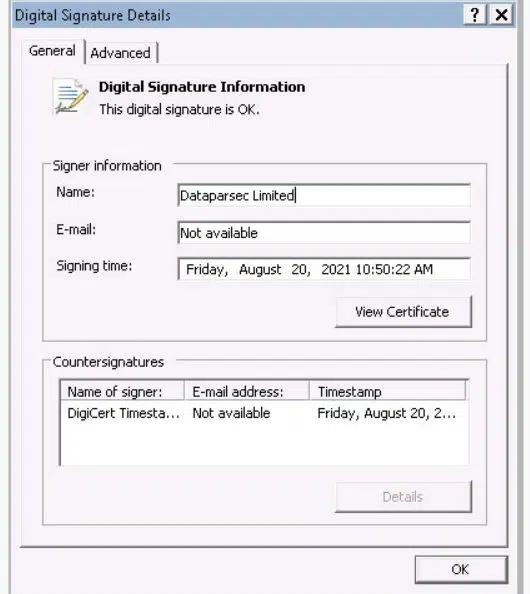 Digital Signature Details
General Advanced
Digital Signature Information
This digital signature is OK.
Signer information
Name: Dataparsec Limited
E-mail: Not available
Signing time: Friday, August 20, 2021 10:50:22 AM
View Certificate
Countersignatures
Name of signer: E-mail address: Timestamp
DigiCert Timesta... Not available Friday, August 20, 2...
Details
OK